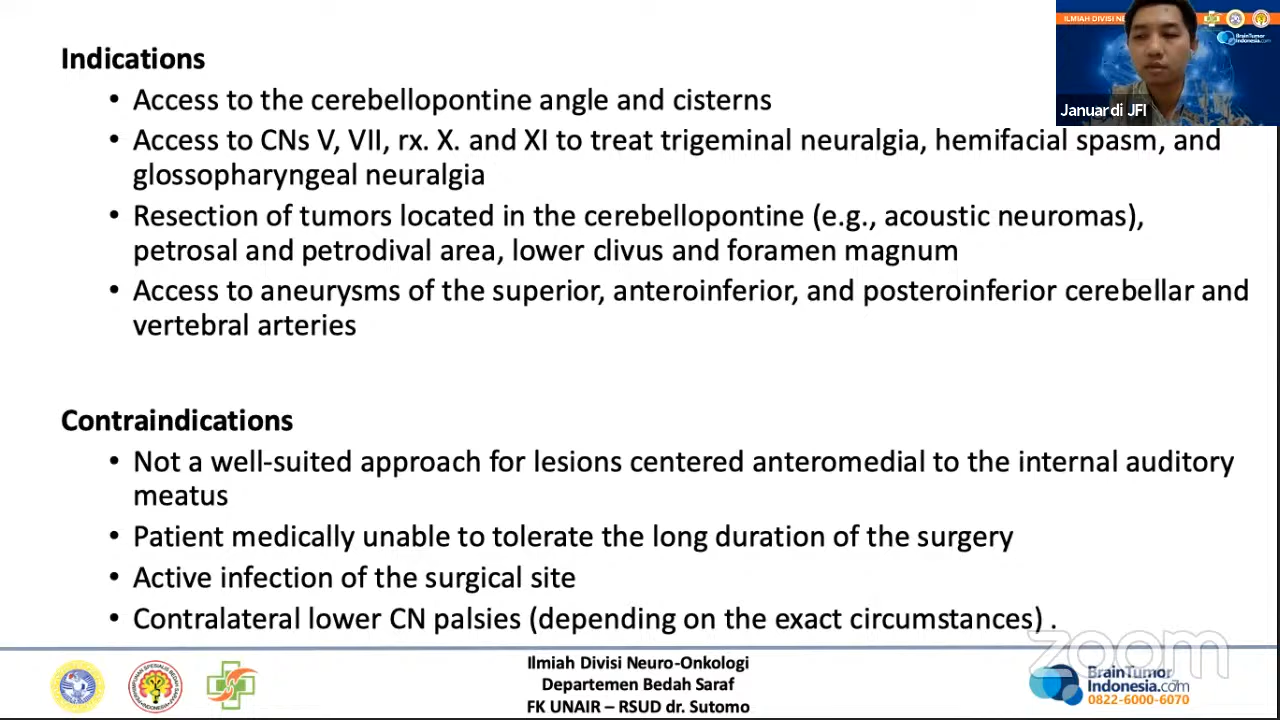 ILMIAH DIVISI NE
BrainTumor
Indonesia.com
Januardi JFI
Indications
• Access to the cerebellopontine angle and cisterns
• Access to CNs V, VII, rx. X. and XI to treat trigeminal neuralgia, hemifacial spasm, and
glossopharyngeal neuralgia
• Resection of tumors located in the cerebellopontine (e.g., acoustic neuromas),
petrosal and petrodival area, lower clivus and foramen magnum
• Access to aneurysms of the superior, anteroinferior, and posteroinferior cerebellar and
vertebral arteries
Contraindications
• Not a well-suited approach for lesions centered anteromedial to the internal auditory
meatus
• Patient medically unable to tolerate the long duration of the surgery
• Active infection of the surgical site
• Contralateral lower CN palsies (depending on the exact circumstances) .
zoom
Ilmiah Divisi Neuro-Onkologi
Departemen Bedah Saraf
FK UNAIR – RSUD dr. Sutomo
BrainTumor
Indonesia.com
0822-6000-6070